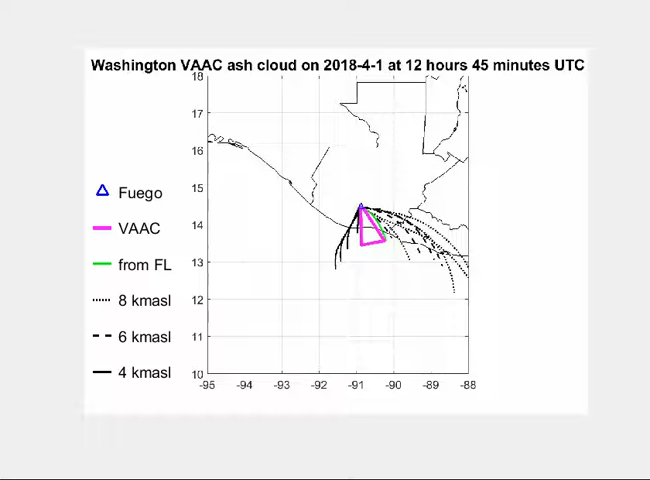 Washington VAAC ash cloud on 2018-4-1 at 12 hours 45 minutes UTC
18
17
16
15
14
13
12
11
10
Fuego
VAAC
from FL
8 kmasl
6 kmasl
4 kmasl
-95 -94 -93 -92 -91 -90 -89 -88